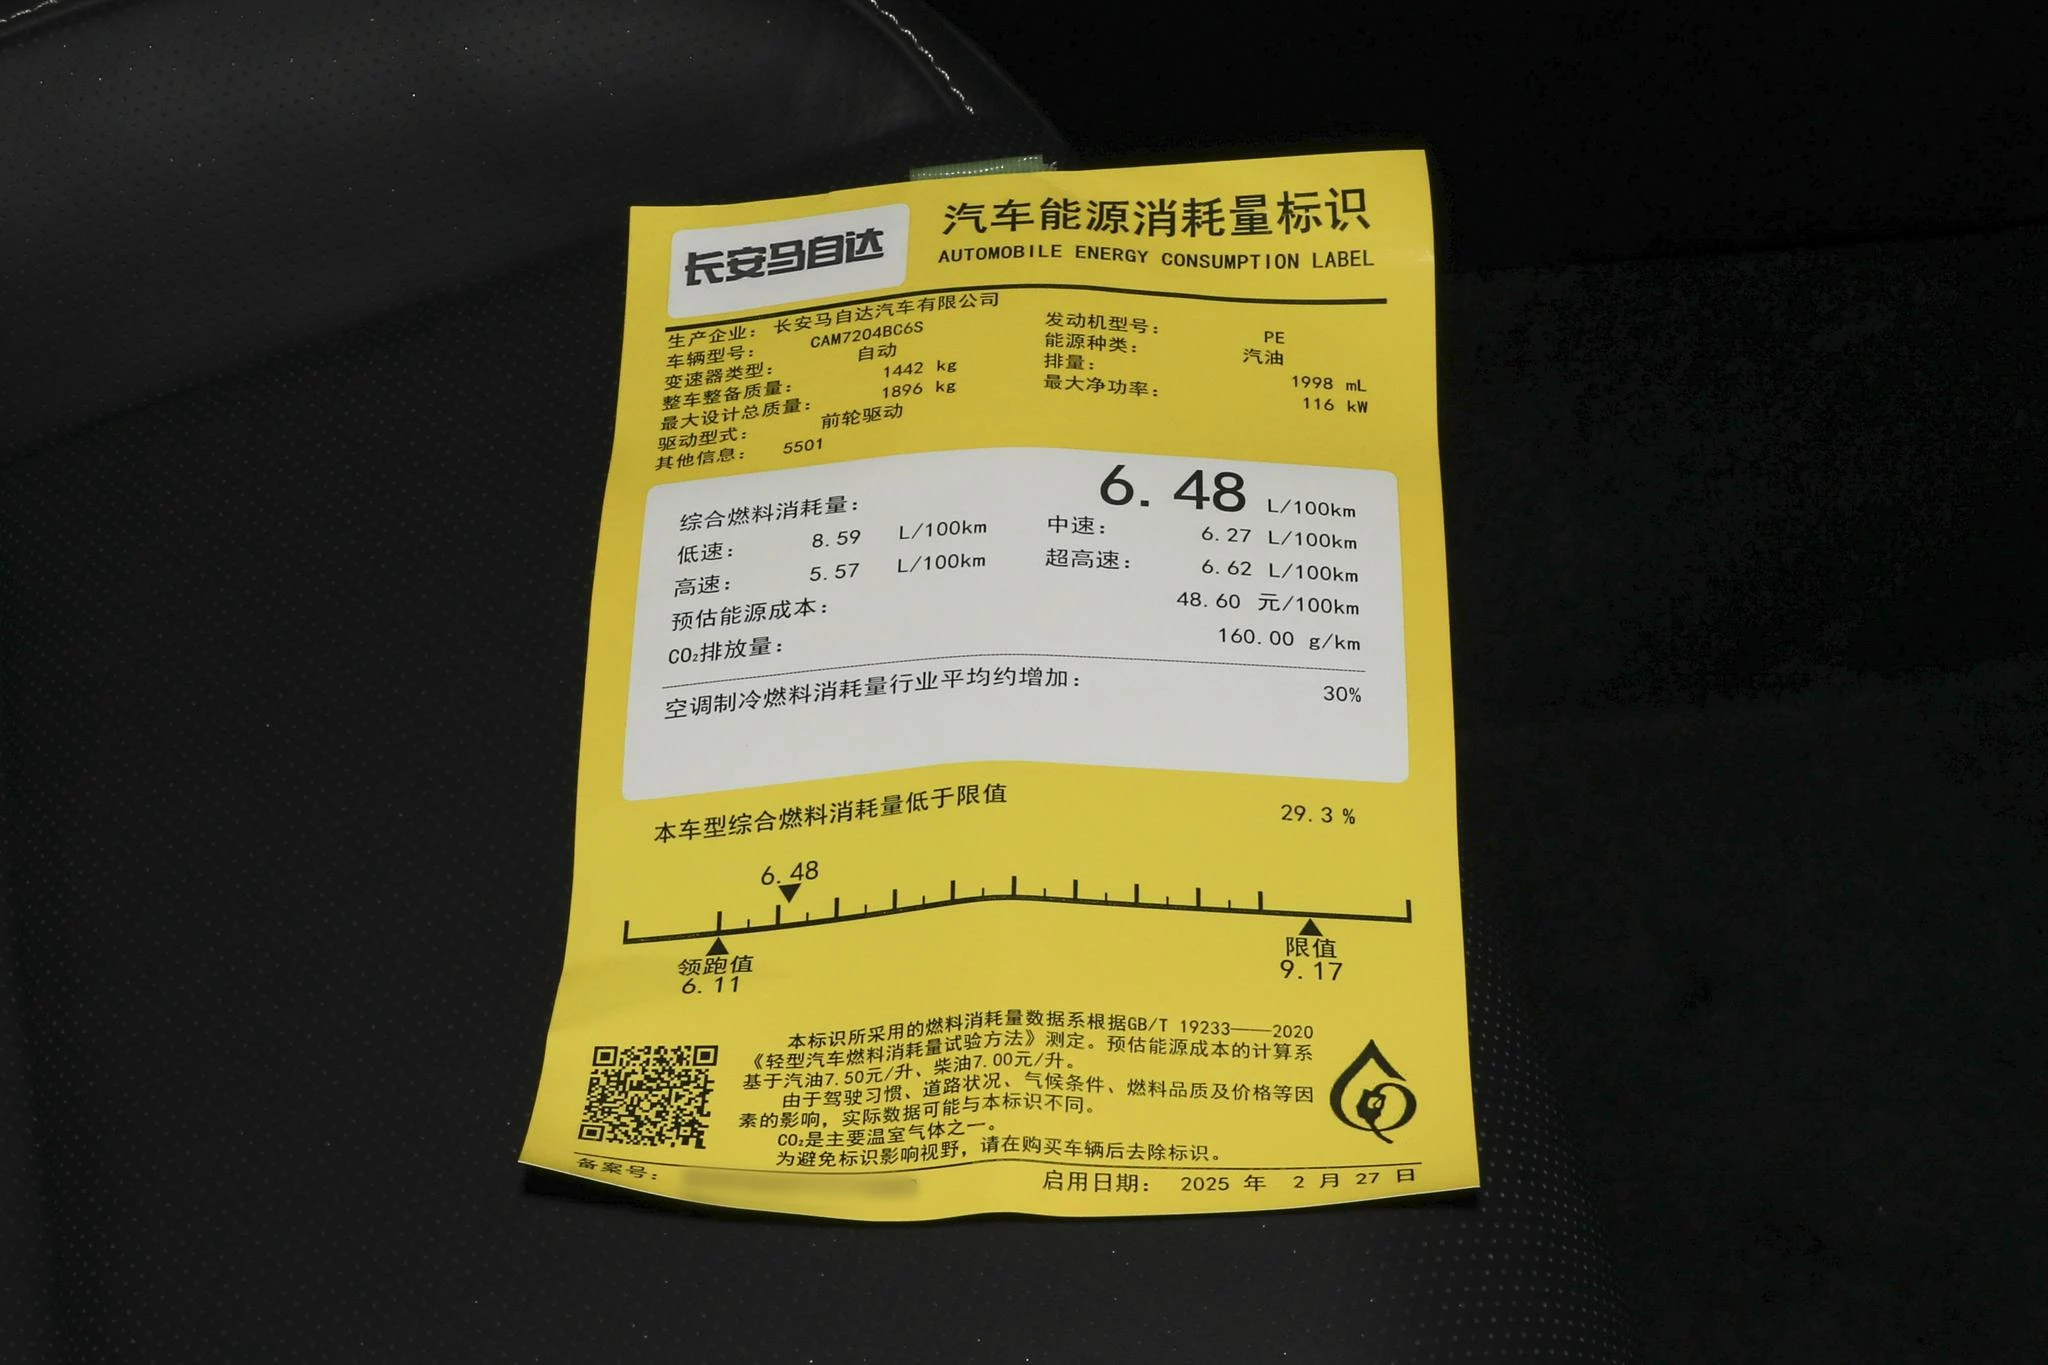 长安马自达
汽车能源消耗量标识
AUTOMOBILE ENERGY CONSUMPTION LABEL
生产企业: 长安马自达汽车有限公司
车辆型号: CAM7204BC6S
变速器类型: 自动
整车整备质量: 1442 kg
最大设计总质量: 1896 kg
驱动型式: 前轮驱动
其他信息: 5501
发动机型号: PE
能源种类: 汽油
排量: 1998 mL
最大净功率: 116 kW
综合燃料消耗量: 6.48 L/100km
低速: 8.59 L/100km 中速: 6.27 L/100km
高速: 5.57 L/100km 超高速: 6.62 L/100km
预估能源成本: 48.60 元/100km
CO₂排放量: 160.00 g/km
空调制冷燃料消耗量行业平均约增加: 30%
本车型综合燃料消耗量低于限值 29.3 %
6.48
领跑值
6.11
限值
9.17
本标识所采用的燃料消耗量数据系根据GB/T 19233——2020
《轻型汽车燃料消耗量试验方法》测定。预估能源成本的计算系
基于汽油7.50元/升、柴油7.00元/升。
由于驾驶习惯、道路状况、气候条件、燃料品质及价格等因
素的影响,实际数据可能与本标识不同。
CO₂是主要温室气体之一。
为避免标识影响视野,请在购买车辆后去除标识。
备案号:
启用日期: 2025 年 2 月 27 日